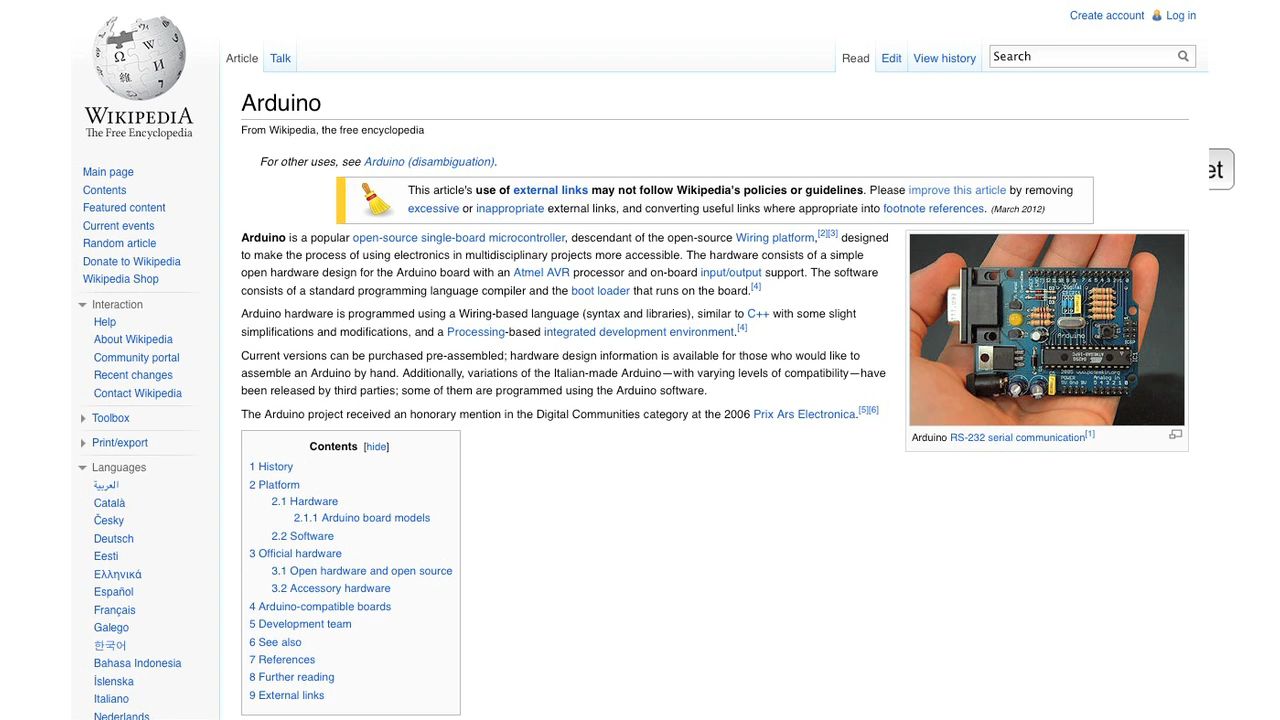 Create account Log in
Article Talk Read Edit View history Search
WIKIPEDIA
The Free Encyclopedia
Main page
Contents
Featured content
Current events
Random article
Donate to Wikipedia
Wikipedia Shop
Interaction
Help
About Wikipedia
Community portal
Recent changes
Contact Wikipedia
Toolbox
Print/export
Languages
العربية
Català
Česky
Deutsch
Eesti
Ελληνικά
Español
Français
Galego
한국어
Bahasa Indonesia
Íslenska
Italiano
Nederlands
Arduino
From Wikipedia, the free encyclopedia
For other uses, see Arduino (disambiguation).
This article's use of external links may not follow Wikipedia's policies or guidelines. Please improve this article by removing
excessive or inappropriate external links, and converting useful links where appropriate into footnote references. (March 2012)
Arduino is a popular open-source single-board microcontroller, descendant of the open-source Wiring platform,[2][3] designed
to make the process of using electronics in multidisciplinary projects more accessible. The hardware consists of a simple
open hardware design for the Arduino board with an Atmel AVR processor and on-board input/output support. The software
consists of a standard programming language compiler and the boot loader that runs on the board.[4]
Arduino hardware is programmed using a Wiring-based language (syntax and libraries), similar to C++ with some slight
simplifications and modifications, and a Processing-based integrated development environment.[4]
Current versions can be purchased pre-assembled; hardware design information is available for those who would like to
assemble an Arduino by hand. Additionally, variations of the Italian-made Arduino—with varying levels of compatibility—have
been released by third parties; some of them are programmed using the Arduino software.
The Arduino project received an honorary mention in the Digital Communities category at the 2006 Prix Ars Electronica.[5][6]
Contents [hide]
1 History
2 Platform
2.1 Hardware
2.1.1 Arduino board models
2.2 Software
3 Official hardware
3.1 Open hardware and open source
3.2 Accessory hardware
4 Arduino-compatible boards
5 Development team
6 See also
7 References
8 Further reading
9 External links
Arduino
Arduino RS-232 serial communication[1]
et